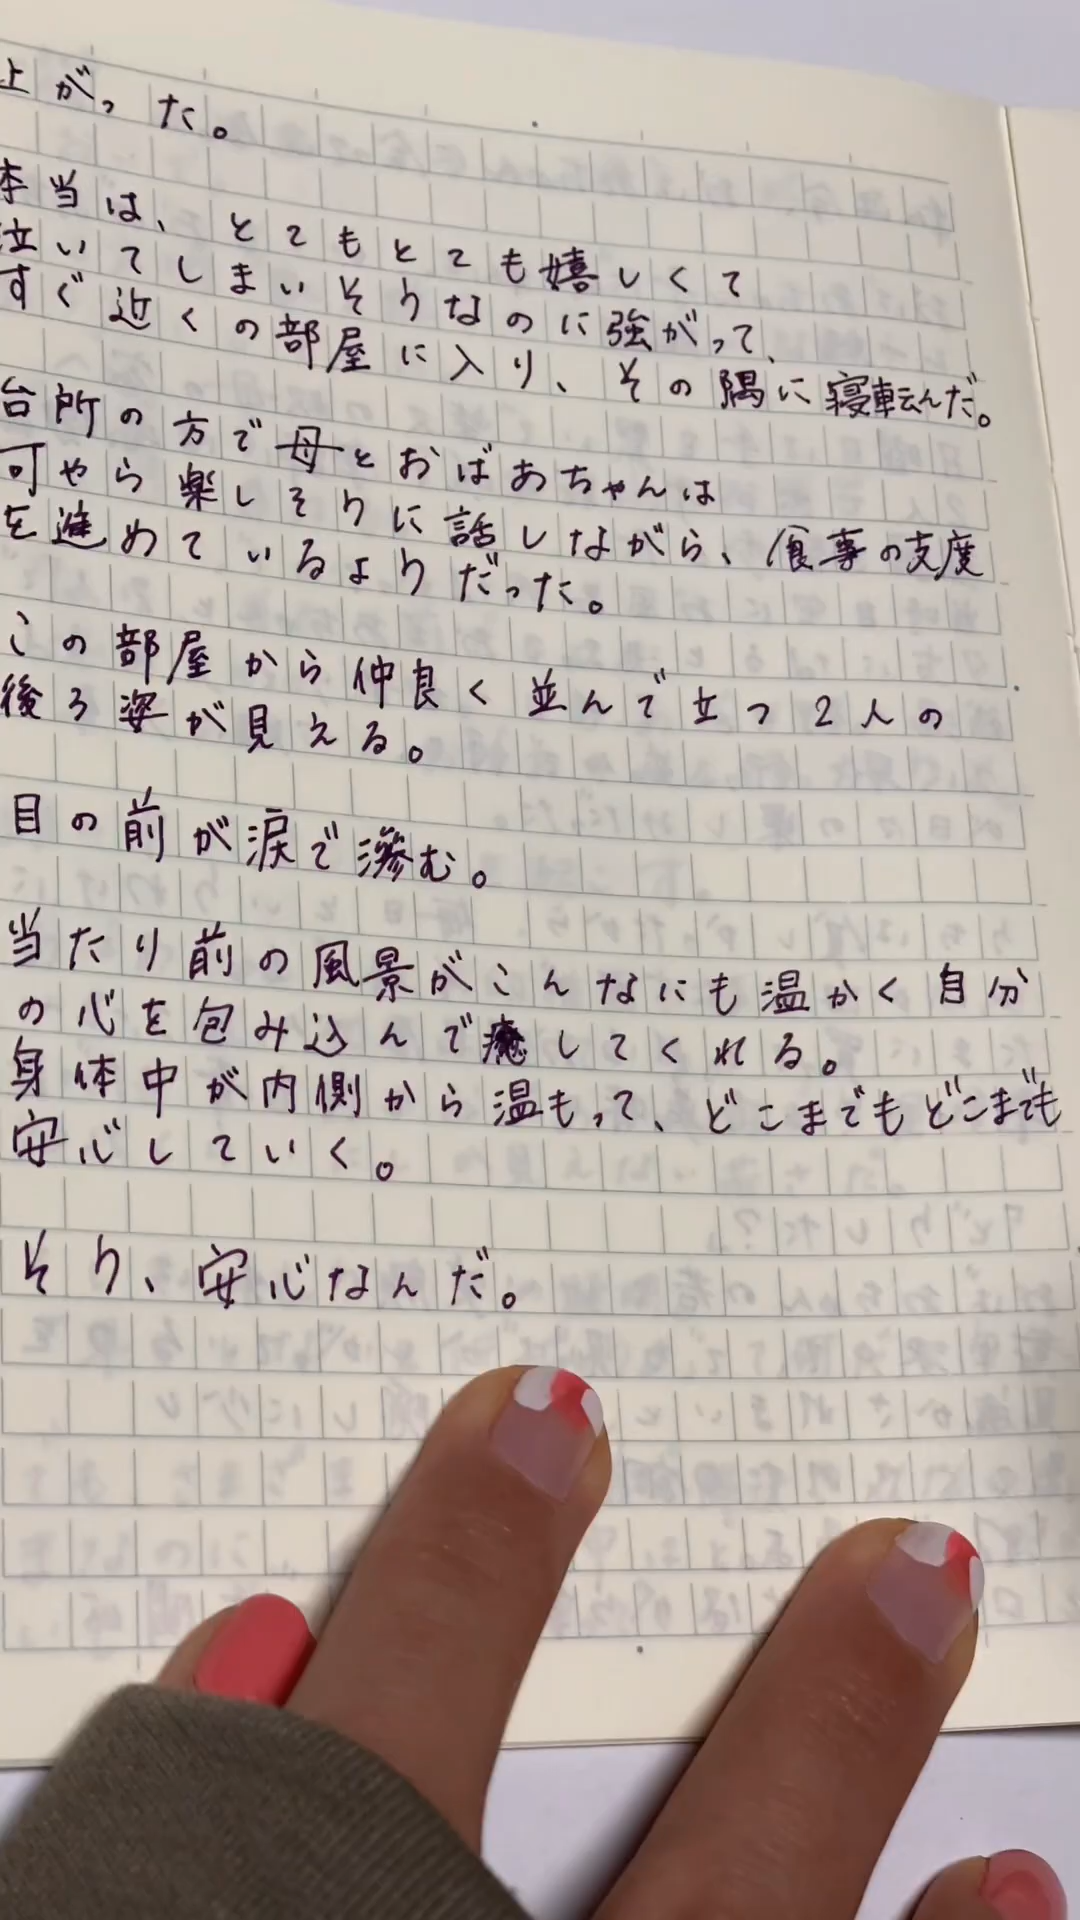 上がった。
本当は、とてもとても嬉しくて
泣いてしまいそうなのに強がって、
すぐ近くの部屋に入り、その隅に寝転んだ。
台所の方で母とおばあちゃんは
何やら楽しそうに話しながら、食事の支度
を進めているようだった。
この部屋から仲良く並んで立つ2人の
後ろ姿が見える。
目の前が涙で滲む。
当たり前の風景がこんなにも温かく自分
の心を包み込んで癒してくれる。
身体中が内側から温もって、どこまでもどこまでも
安心していく。
そう、安心なんだ。